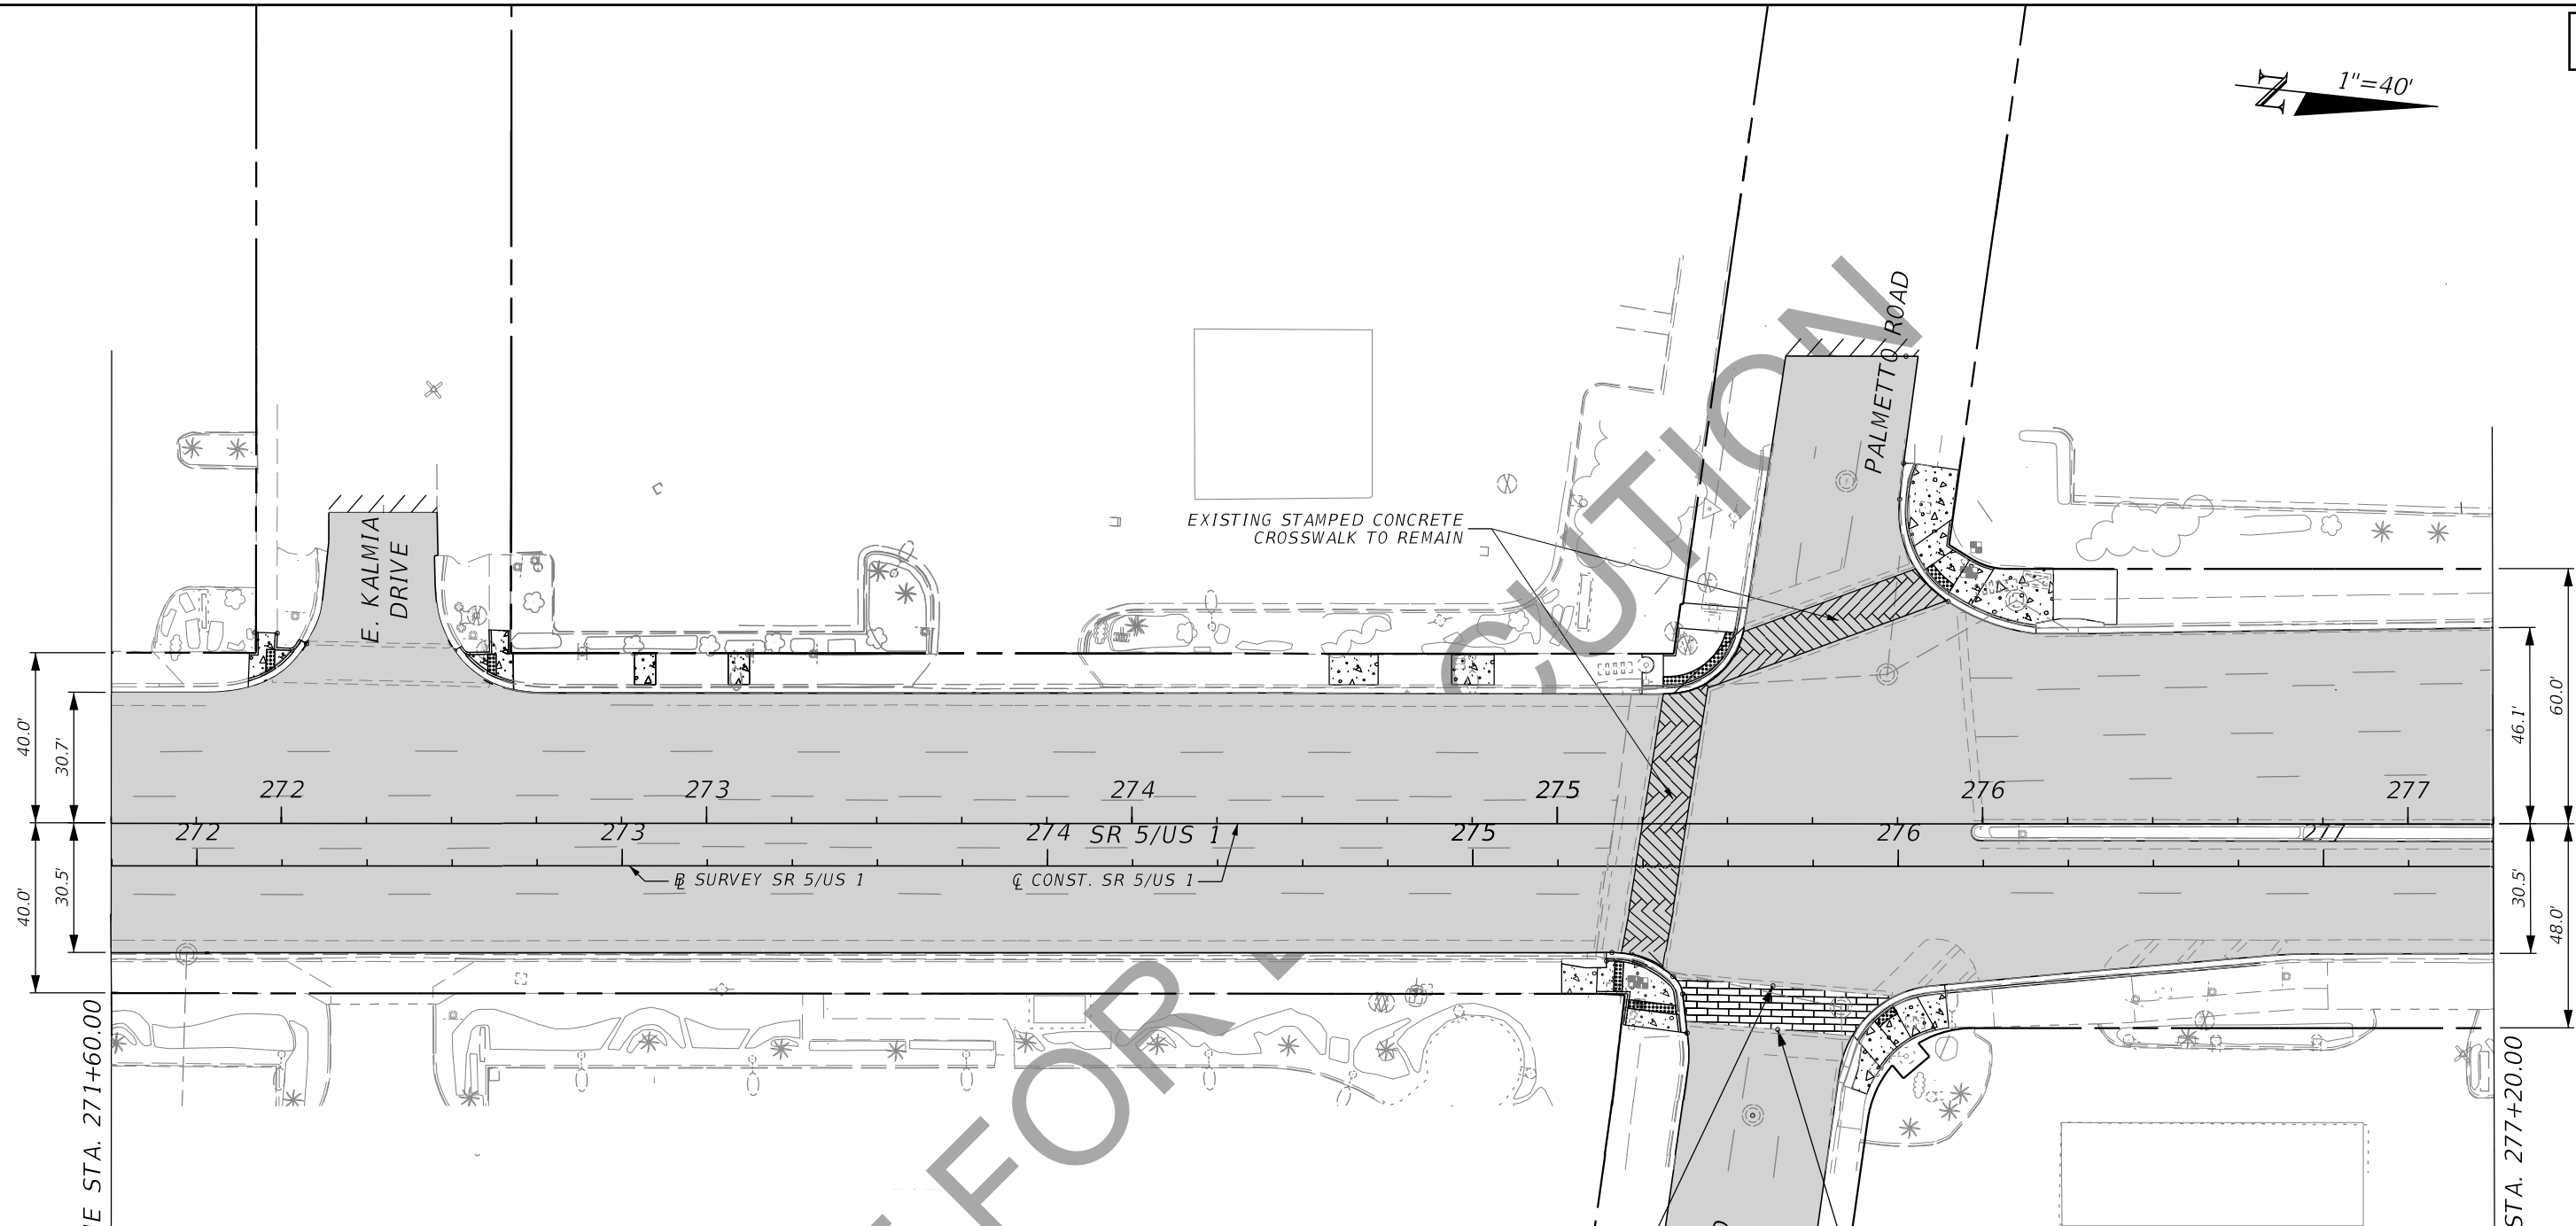 N
1"=40'
PALMETTO ROAD
E. KALMIA
DRIVE
EXISTING STAMPED CONCRETE
CROSSWALK TO REMAIN
40.0'
30.7'
40.0'
30.5'
272
273
274
275
276
277
272
273
274
SR 5/US 1
275
276
277
℄ CONST. SR 5/US 1
SURVEY SR 5/US 1
46.1'
60.0'
30.5'
48.0'
STA. 271+60.00
STA. 277+20.00
FOR
CUTION